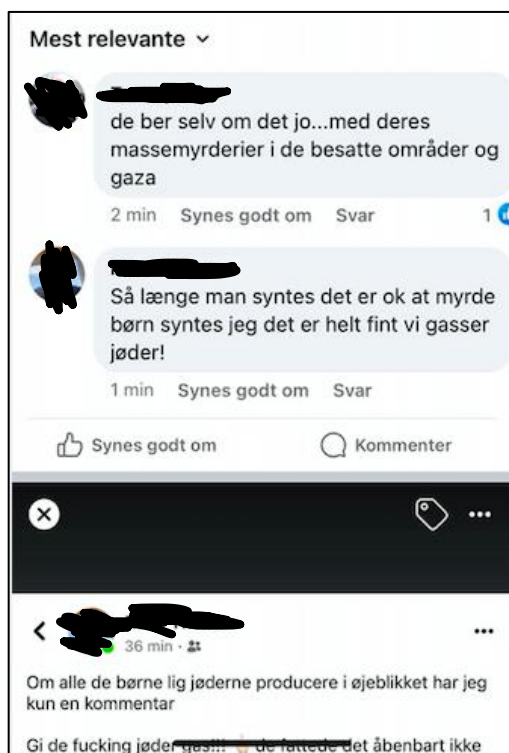 Mest relevante
de ber selv om det jo...med deres
massemyrderier i de besatte områder og
gaza
2 min Synes godt om Svar 1
Så længe man syntes det er ok at myrde
børn syntes jeg det er helt fint vi gasser
jøder!
1 min Synes godt om Svar
Synes godt om Kommenter
36 min
Om alle de børne lig jøderne producere i øjeblikket har jeg
kun en kommentar
Gi de fucking jøder gas!!! de fattede det åbenbart ikke